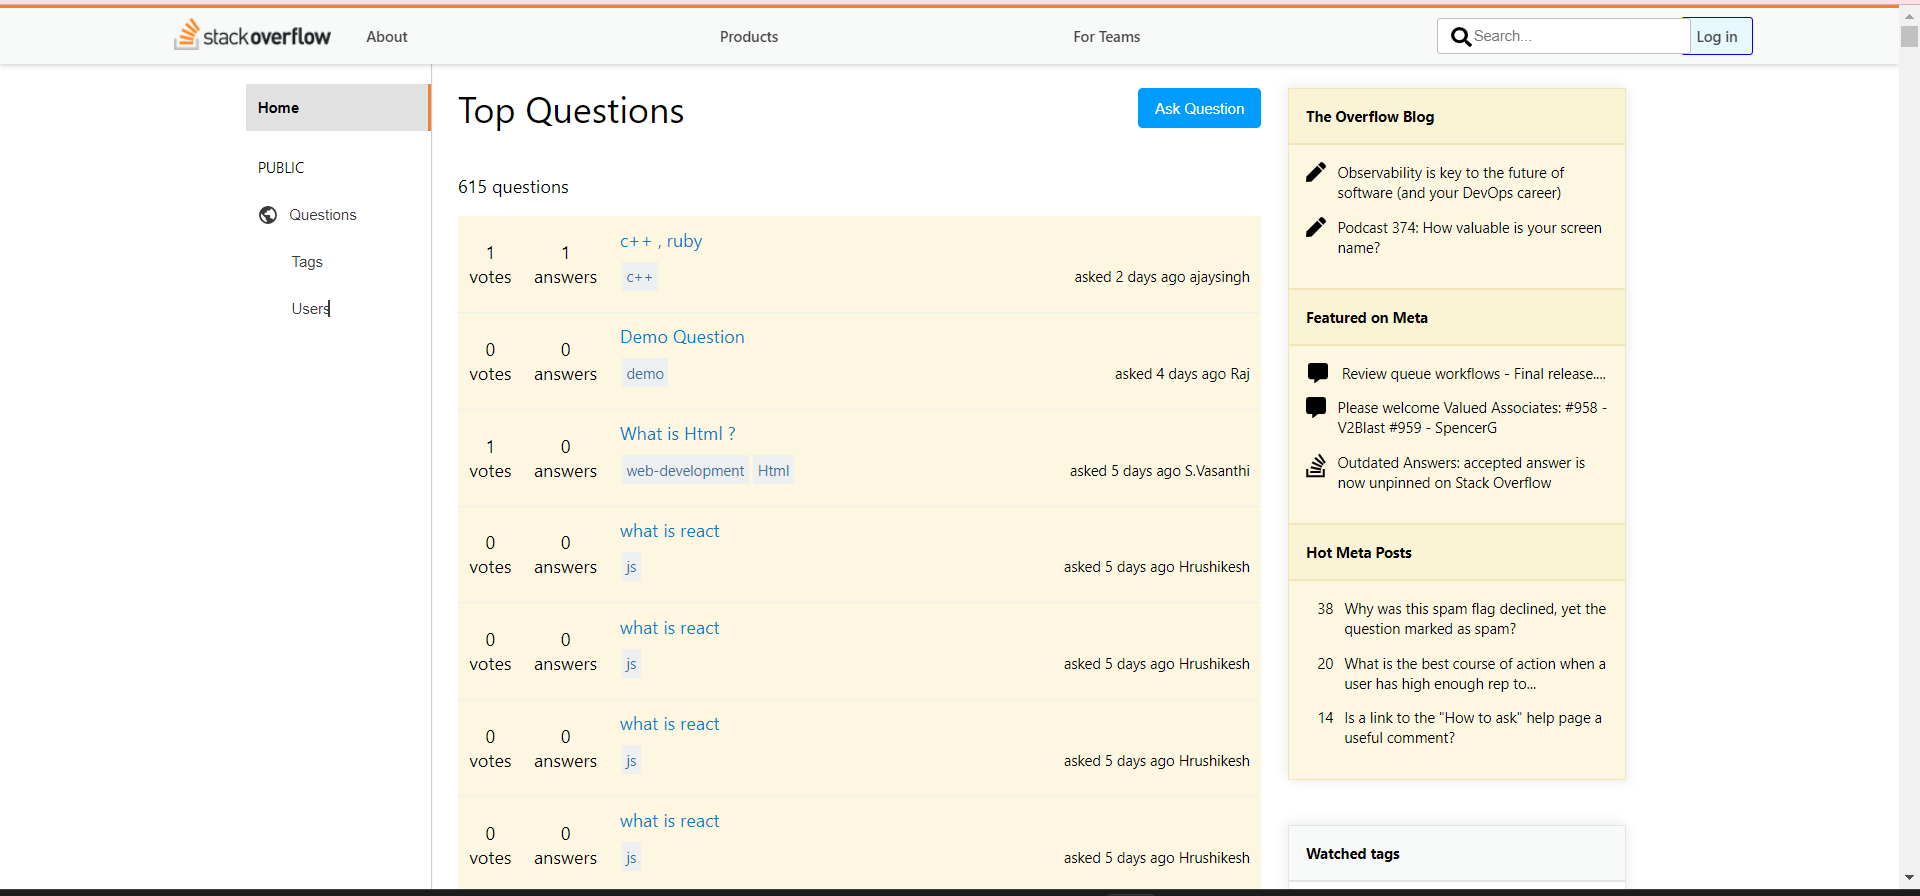 stackoverflow About Products For Teams Search... Log in
Home
PUBLIC
Questions
Tags
Users
Top Questions
Ask Question
615 questions
1 votes
1 answers
c++ , ruby
c++
asked 2 days ago ajaysingh
0 votes
0 answers
Demo Question
demo
asked 4 days ago Raj
1 votes
0 answers
What is Html ?
web-development Html
asked 5 days ago S.Vasanthi
0 votes
0 answers
what is react
js
asked 5 days ago Hrushikesh
0 votes
0 answers
what is react
js
asked 5 days ago Hrushikesh
0 votes
0 answers
what is react
js
asked 5 days ago Hrushikesh
0 votes
0 answers
what is react
js
asked 5 days ago Hrushikesh
The Overflow Blog
Observability is key to the future of
software (and your DevOps career)
Podcast 374: How valuable is your screen
name?
Featured on Meta
Review queue workflows - Final release....
Please welcome Valued Associates: #958 -
V2Blast #959 - SpencerG
Outdated Answers: accepted answer is
now unpinned on Stack Overflow
Hot Meta Posts
38 Why was this spam flag declined, yet the
question marked as spam?
20 What is the best course of action when a
user has high enough rep to...
14 Is a link to the "How to ask" help page a
useful comment?
Watched tags